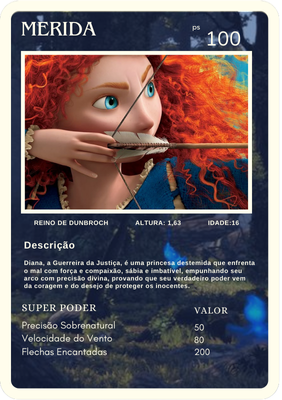 MERIDA
PS 100
REINO DE DUNBROCH ALTURA: 1,63 IDADE:16
Descrição
Diana, a Guerreira da Justiça, é uma princesa destemida que enfrenta
o mal com força e compaixão, sábia e imbatível, empunhando seu
arco com precisão divina, provando que seu verdadeiro poder vem
da coragem e do desejo de proteger os inocentes.
SUPER PODER VALOR
Precisão Sobrenatural 50
Velocidade do Vento 80
Flechas Encantadas 200